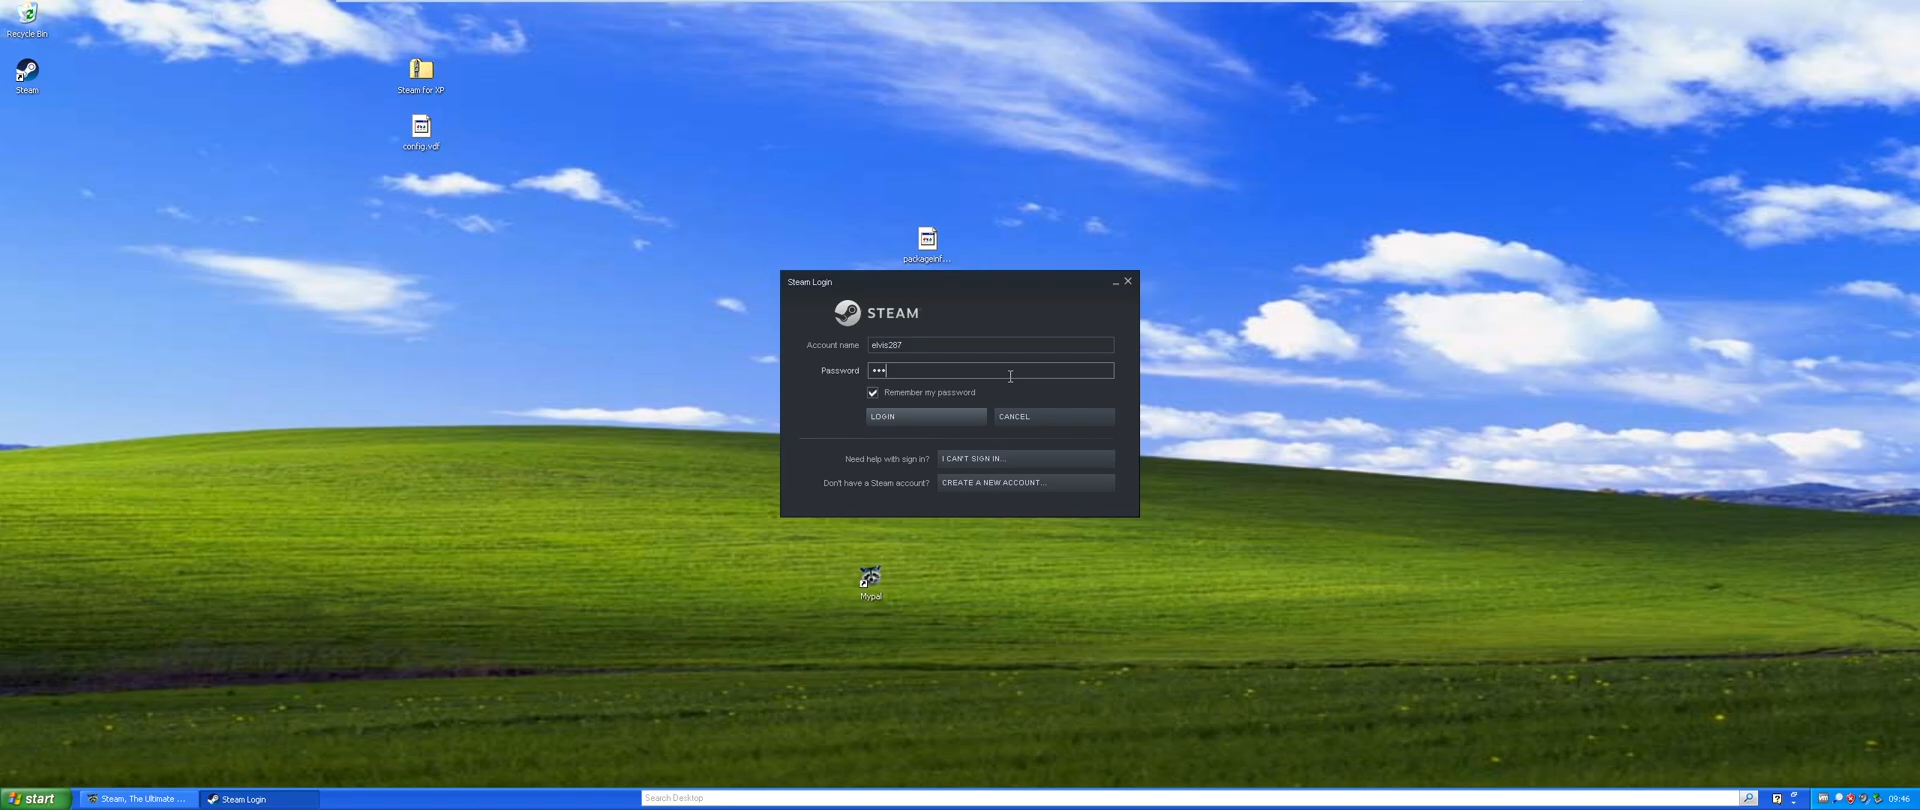 Recycle Bin
Steam
Steam for XP
config.vdf
packageinf...
Steam Login
STEAM
Account name
elvis287
Password
•••
Remember my password
LOGIN
CANCEL
Need help with sign in?
I CAN'T SIGN IN...
Don't have a Steam account?
CREATE A NEW ACCOUNT...
Mypal
start
Steam, The Ultimate ...
Steam Login
Search Desktop
09:46